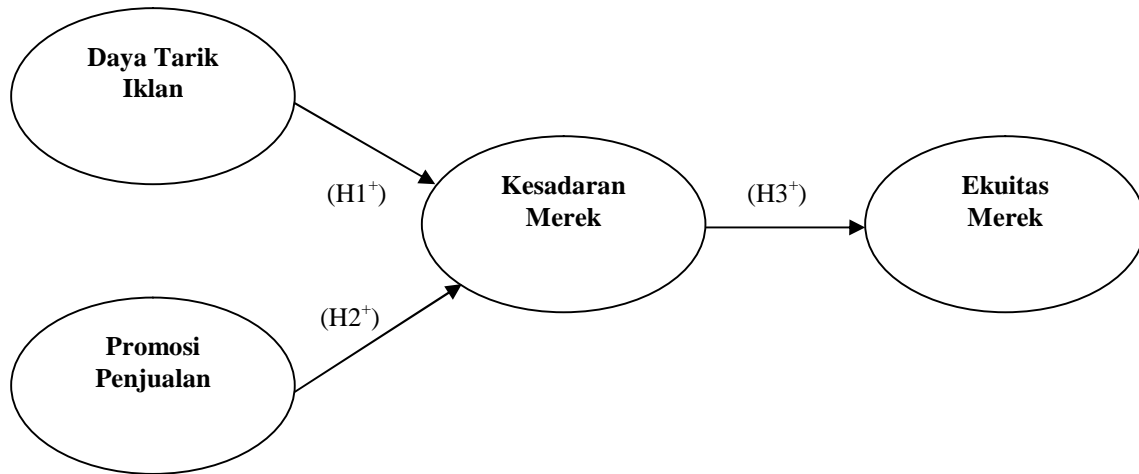 Daya Tarik
Iklan
(H1⁺)
Kesadaran
Merek
(H3⁺)
Ekuitas
Merek
(H2⁺)
Promosi
Penjualan